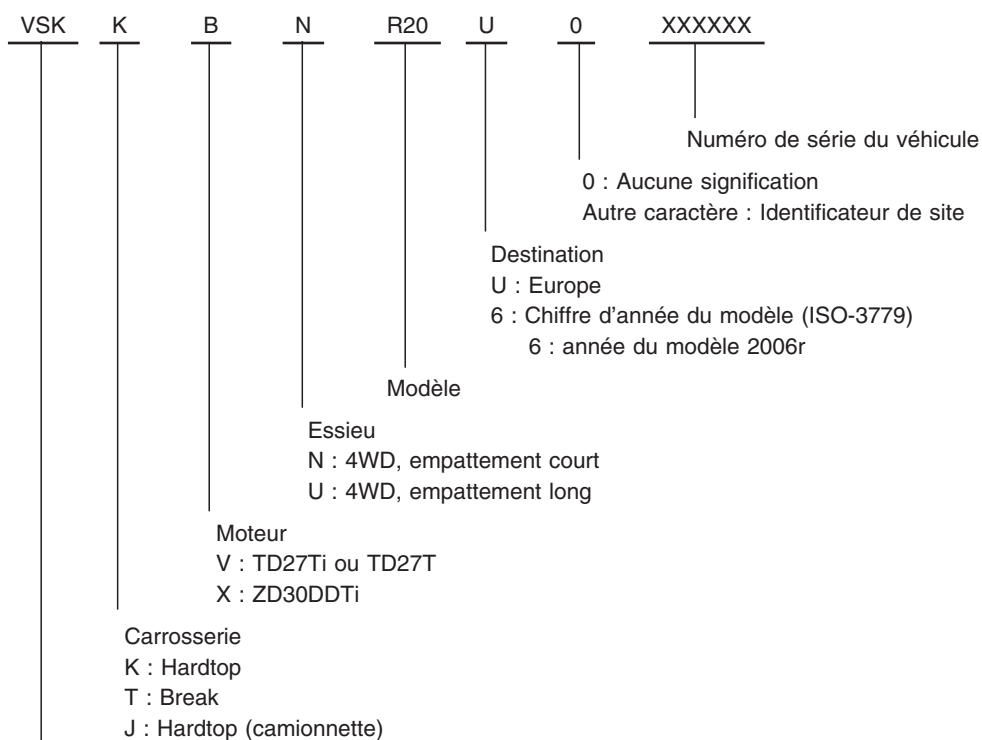 VSK K B N R20 U 0 XXXXXX
Numéro de série du véhicule
0 : Aucune signification
Autre caractère : Identificateur de site
Destination
U : Europe
6 : Chiffre d'année du modèle (ISO-3779)
6 : année du modèle 2006r
Modèle
Essieu
N : 4WD, empattement court
U : 4WD, empattement long
Moteur
V : TD27Ti ou TD27T
X : ZD30DDTi
Carrosserie
K : Hardtop
T : Break
J : Hardtop (camionnette)